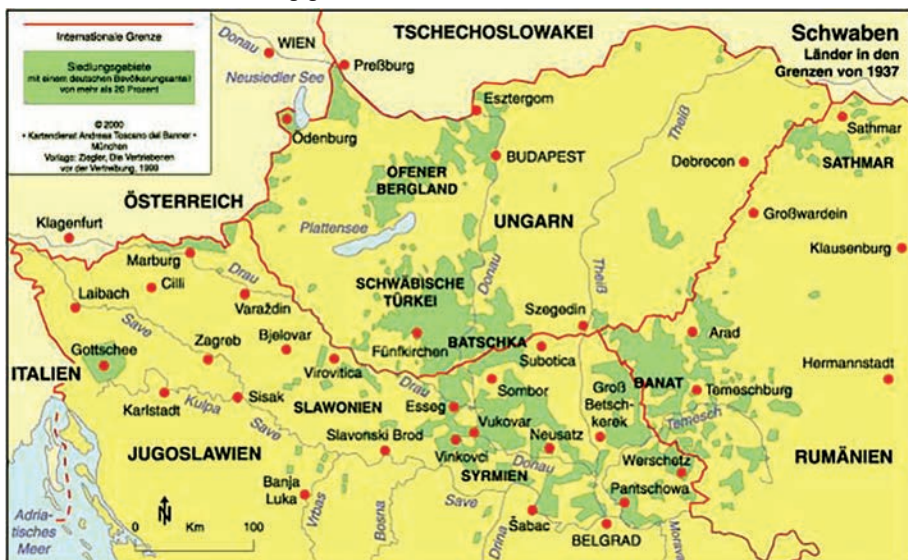 Internationale Grenze
Siedlungsgebiete
mit einem deutschen Bevölkerungsanteil
von mehr als 20 Prozent
© 2000
• Kartendienst Andreas Toscano del Banner •
München
Vorlage: Ziegler, Die Vertriebenen
vor der Vertreibung, 1999
TSCHECHOSLOWAKEI
Schwaben
Länder in den
Grenzen von 1937
Donau
WIEN
Neusiedler See
Preßburg
Esztergom
Theiß
Sathmar
SATHMAR
Ödenburg
BUDAPEST
Debrecen
OFENER
BERGLAND
ÖSTERREICH
Großwardein
Klagenfurt
Plattensee
UNGARN
Klausenburg
Marburg
Drau
Cilli
SCHWÄBISCHE
TÜRKEI
Donau
Theiß
Laibach
Varaždin
Szegedin
Save
Zagreb
Bjelovar
Fünfkirchen
BATSCHKA
Subotica
Arad
Gottschee
Virovitica
ITALIEN
Hermannstadt
Drau
Sombor
Groß
Betsch-
kerek
BANAT
Temeschburg
Karlstadt
Kulpa
Sisak
SLAWONIEN
Esseg
Temesch
Save
Slavonski Brod
Vukovar
Neusatz
Vinkovci
Donau
JUGOSLAWIEN
SYRMIEN
Werschetz
RUMÄNIEN
Banja
Luka
Pantschowa
N
Vrbas
Bosna
Save
0 Km 100
Adria-
tisches
Meer
Drina
Šabac
BELGRAD
Morava